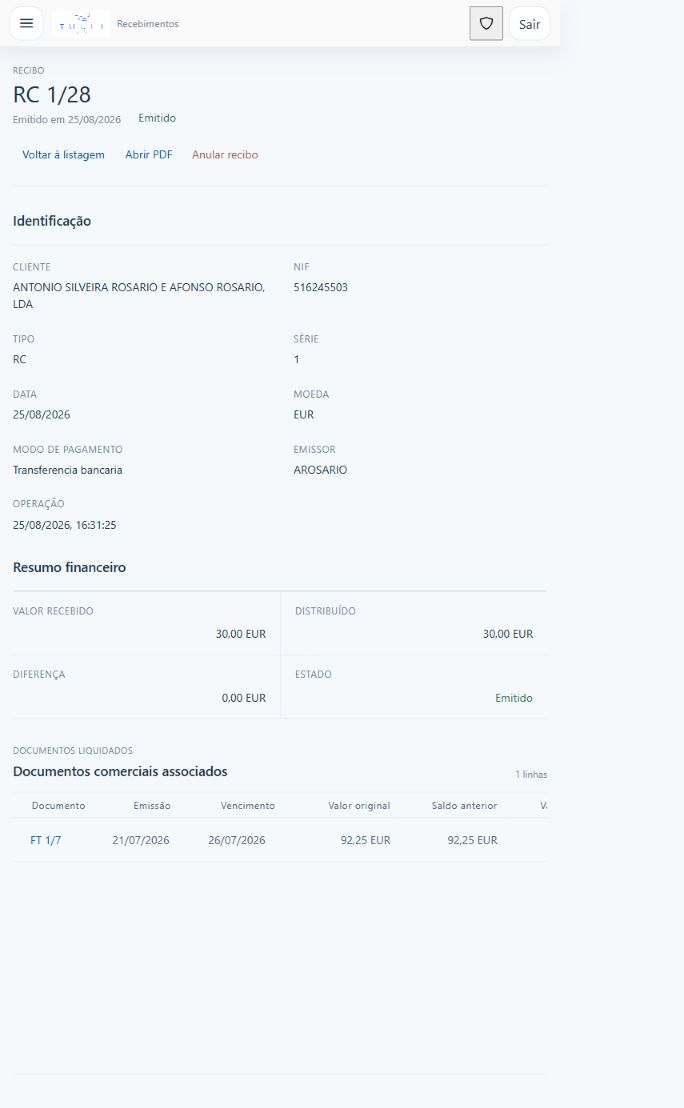 Recebimentos
Sair
RECIBO
RC 1/28
Emitido em 25/08/2026 Emitido
Voltar à listagem Abrir PDF Anular recibo
Identificação
CLIENTE NIF
ANTONIO SILVEIRA ROSARIO E AFONSO ROSARIO, 516245503
LDA
TIPO SÉRIE
RC 1
DATA MOEDA
25/08/2026 EUR
MODO DE PAGAMENTO EMISSOR
Transferencia bancaria AROSARIO
OPERAÇÃO
25/08/2026, 16:31:25
Resumo financeiro
VALOR RECEBIDO DISTRIBUÍDO
30,00 EUR 30,00 EUR
DIFERENÇA ESTADO
0,00 EUR Emitido
DOCUMENTOS LIQUIDADOS
Documentos comerciais associados 1 linhas
Documento Emissão Vencimento Valor original Saldo anterior
FT 1/7 21/07/2026 26/07/2026 92,25 EUR 92,25 EUR